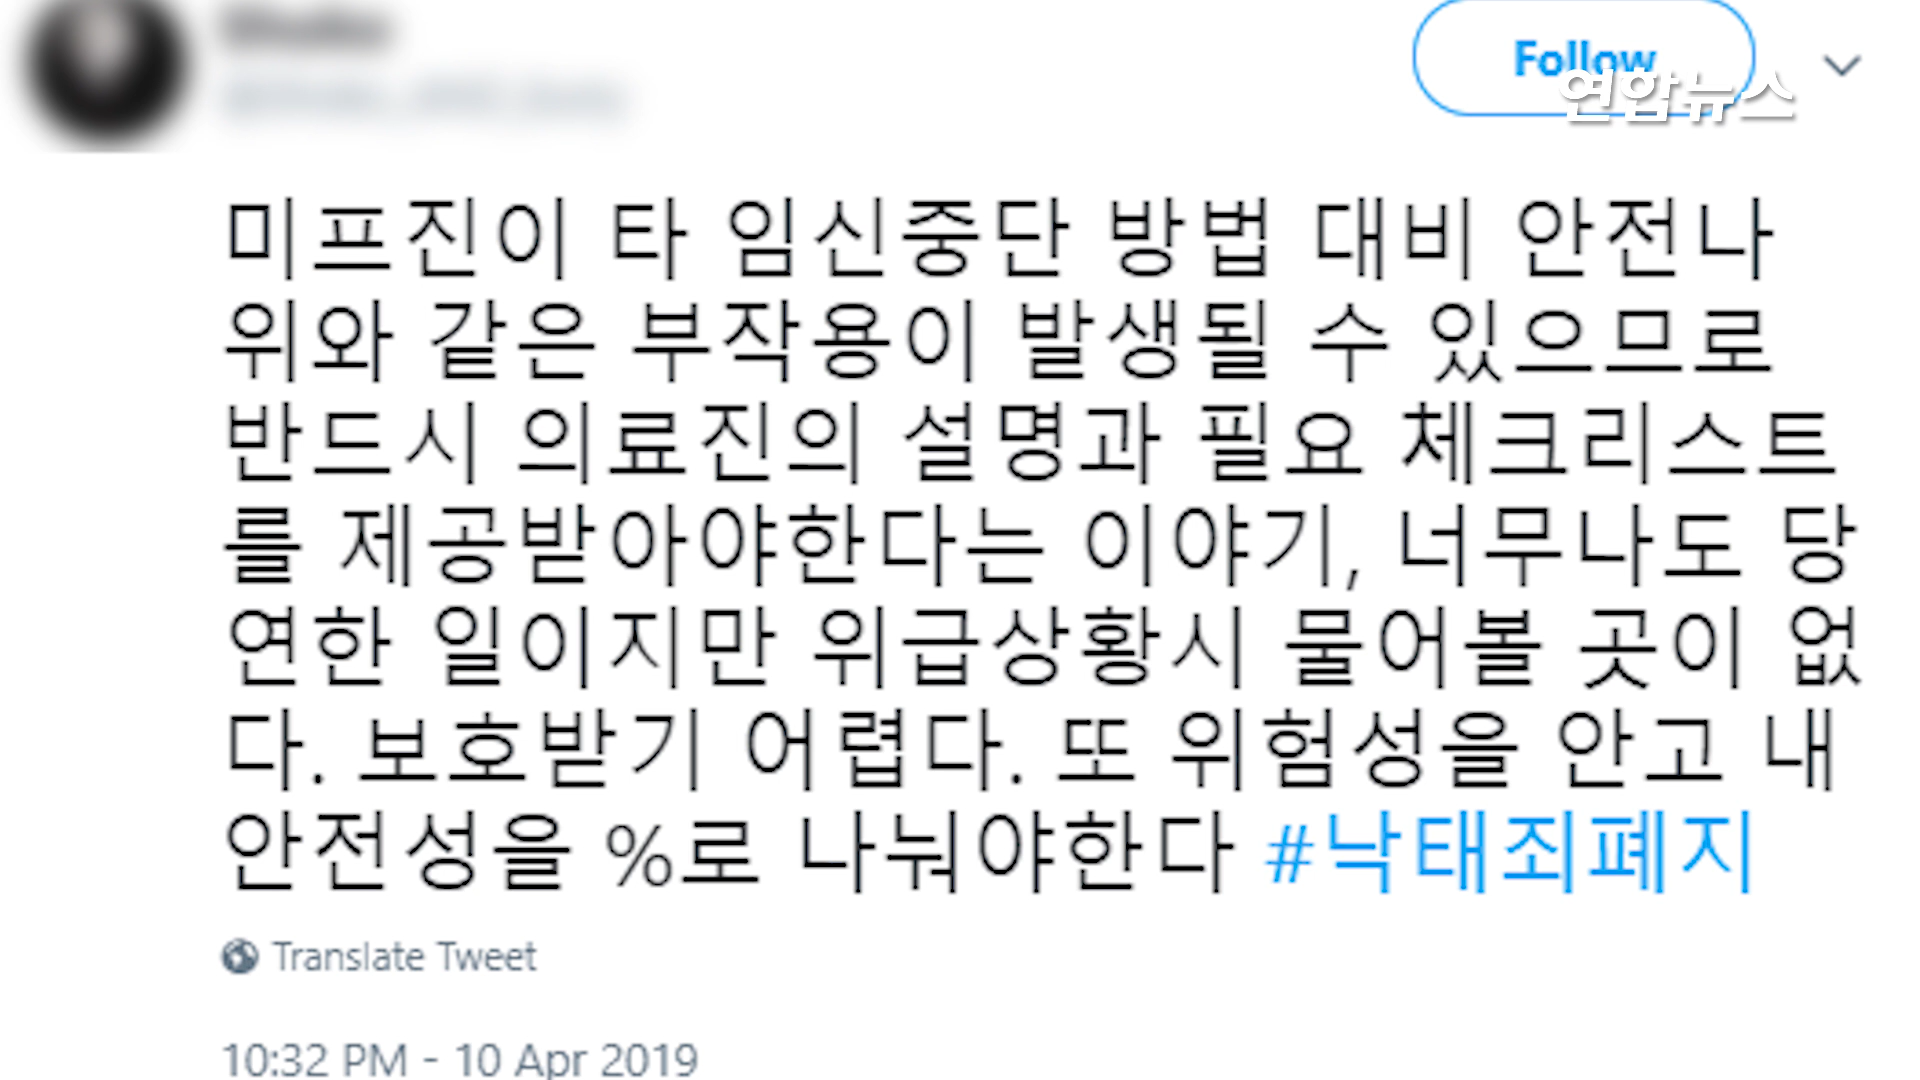 Follow
연합뉴스
미프진이 타 임신중단 방법 대비 안전나
위와 같은 부작용이 발생될 수 있으므로
반드시 의료진의 설명과 필요 체크리스트
를 제공받아야한다는 이야기, 너무나도 당
연한 일이지만 위급상황시 물어볼 곳이 없
다. 보호받기 어렵다. 또 위험성을 안고 내
안전성을 %로 나눠야한다 #낙태죄폐지
Translate Tweet
10:32 PM - 10 Apr 2019